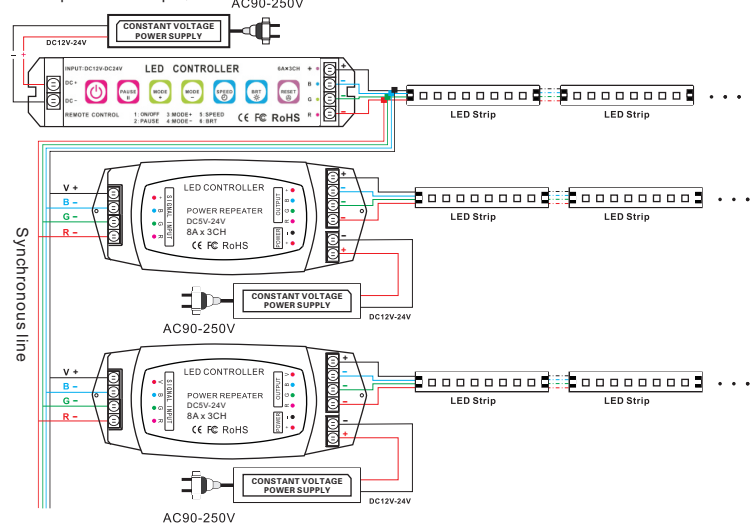 AC90-250V
CONSTANT VOLTAGE
POWER SUPPLY
DC12V-24V
– +
INPUT:DC12V-DC24V LED CONTROLLER 8A×3CH + B G R
DC +
DC –
PAUSE II
MODE +
MODE –
SPEED
BRT
RESET
REMOTE CONTROL
1 :ON/OFF 3 :MODE+ 5 :SPEED
2 :PAUSE 4 :MODE– 6 :BRT
CE FC RoHS
+
–
–
–
LED Strip
LED Strip
• • •
Synchronous line
V +
B –
G –
R –
SIGNAL INPUT
+ B G R
LED CONTROLLER
POWER REPEATER
DC5V-24V
8A x 3CH
CE FC RoHS
OUTPUT
+ B G R
POWER
– +
+
–
–
–
–
+
LED Strip
LED Strip
• • •
CONSTANT VOLTAGE
POWER SUPPLY
DC12V-24V
AC90-250V
V +
B –
G –
R –
SIGNAL INPUT
V B G R
LED CONTROLLER
POWER REPEATER
DC5V-24V
8A x 3CH
CE FC RoHS
OUTPUT
V B G R
POWER
– +
+
–
–
–
–
+
LED Strip
LED Strip
• • •
CONSTANT VOLTAGE
POWER SUPPLY
DC12V-24V
AC90-250V